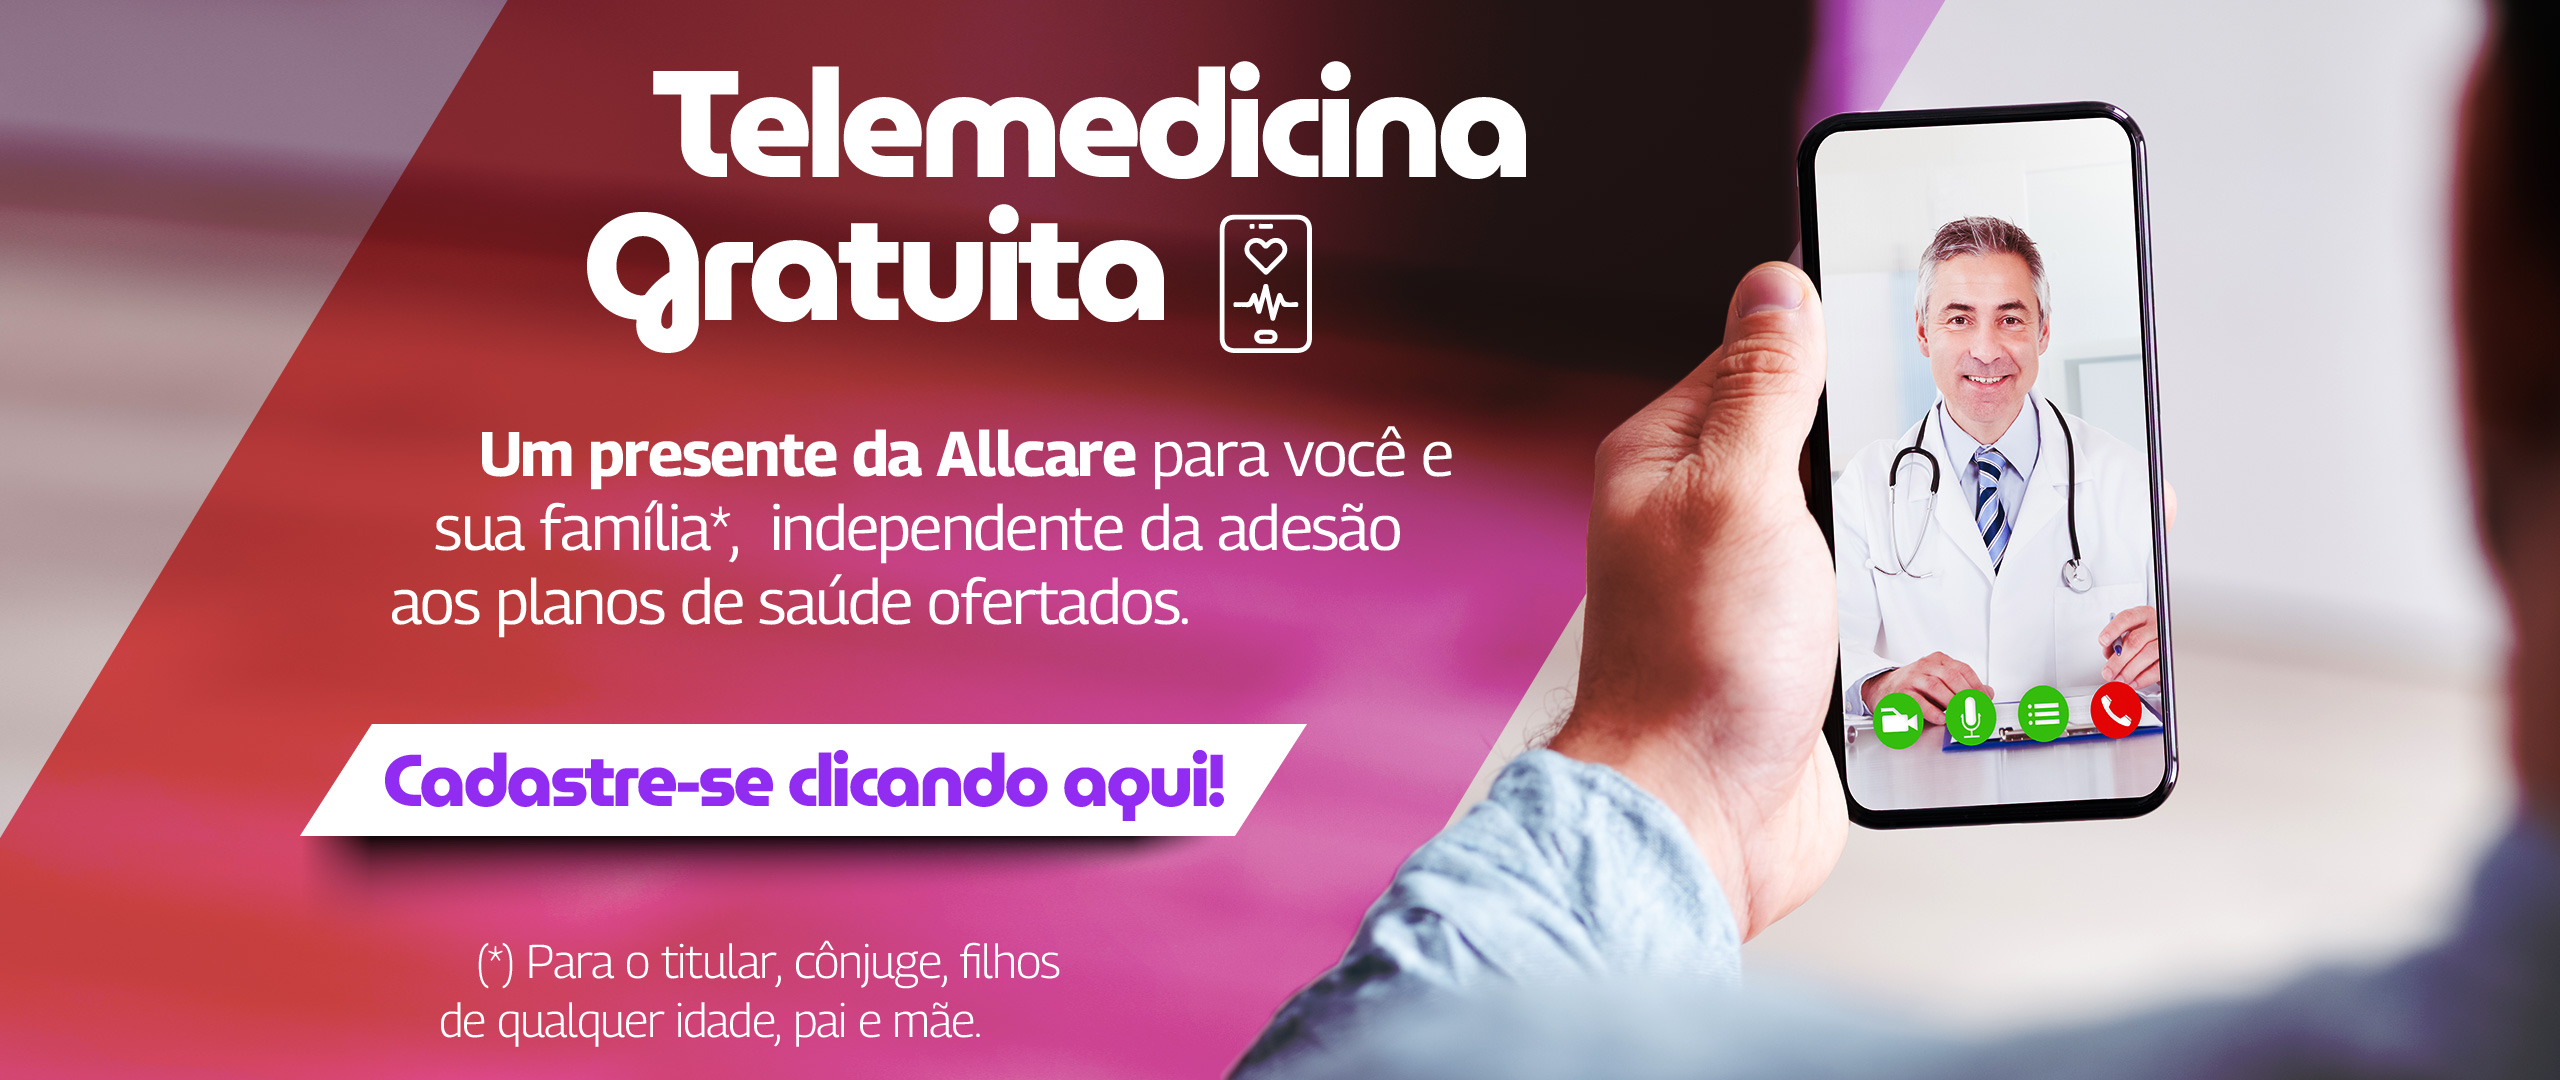 Telemedicina
gratuita
Um presente da Allcare para você e
sua família*, independente da adesão
aos planos de saúde ofertados.
Cadastre-se clicando aqui!
(*) Para o titular, cônjuge, filhos
de qualquer idade, pai e mãe.